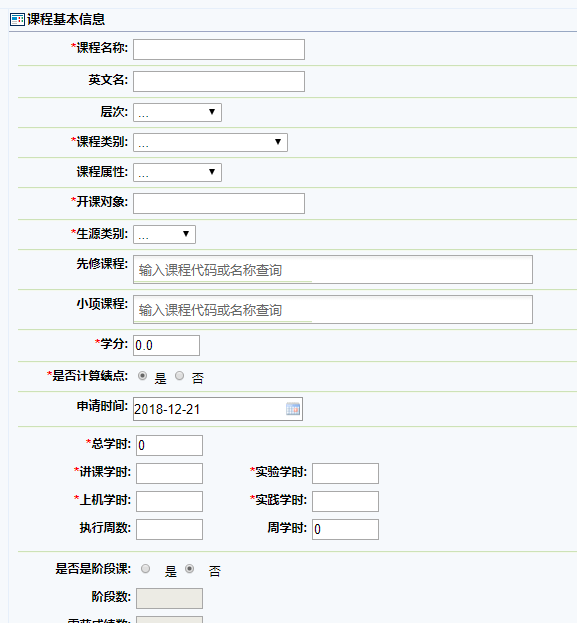 课程基本信息
*课程名称:
英文名:
层次: ...
*课程类别: ...
课程属性: ...
*开课对象:
*生源类别: ...
先修课程: 输入课程代码或名称查询
小项课程: 输入课程代码或名称查询
*学分: 0.0
*是否计算绩点: 是 否
申请时间: 2018-12-21
*总学时: 0
*讲课学时: *实验学时:
*上机学时: *实践学时:
执行周数: 周学时: 0
是否是阶段课: 是 否
阶段数: